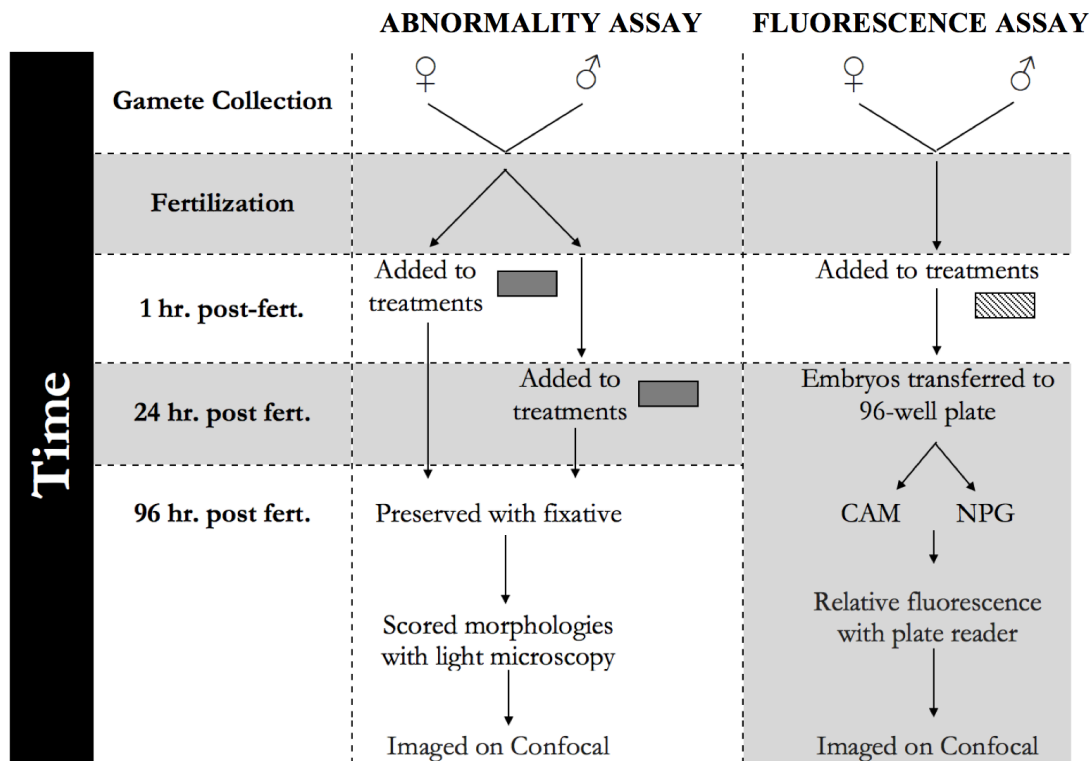 ABNORMALITY ASSAY
FLUORESCENCE ASSAY
Time
Gamete Collection
♀
♂
♀
♂
Fertilization
1 hr. post-fert.
Added to
treatments
Added to treatments
24 hr. post fert.
Added to
treatments
Embryos transferred to
96-well plate
96 hr. post fert.
Preserved with fixative
CAM
NPG
Scored morphologies
with light microscopy
Relative fluorescence
with plate reader
Imaged on Confocal
Imaged on Confocal